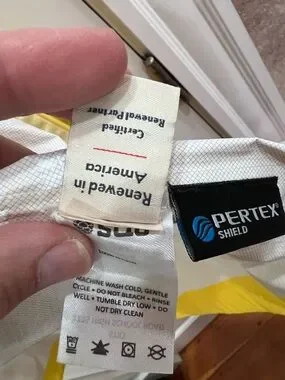 Renewed in
America
Certified
Renewal Partner
PERTEX
SHIELD
MACHINE WASH COLD, GENTLE
CYCLE • DO NOT BLEACH • RINSE
WELL • TUMBLE DRY LOW • DO
NOT DRY CLEAN